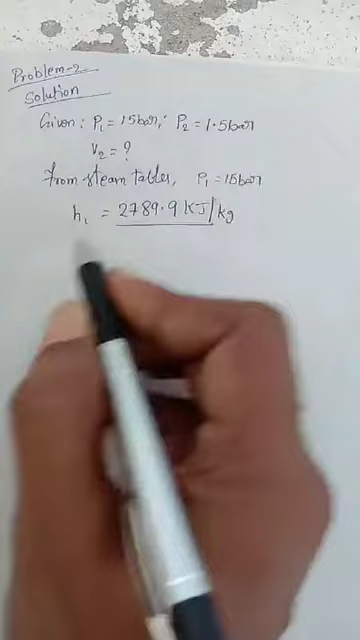 Problem-2
Solution
Given: P₁ = 15bar, P₂ = 1.5bar
V₂ = ?
From steam tables, P₁ = 15bar
h₁ = 2789.9 KJ/kg